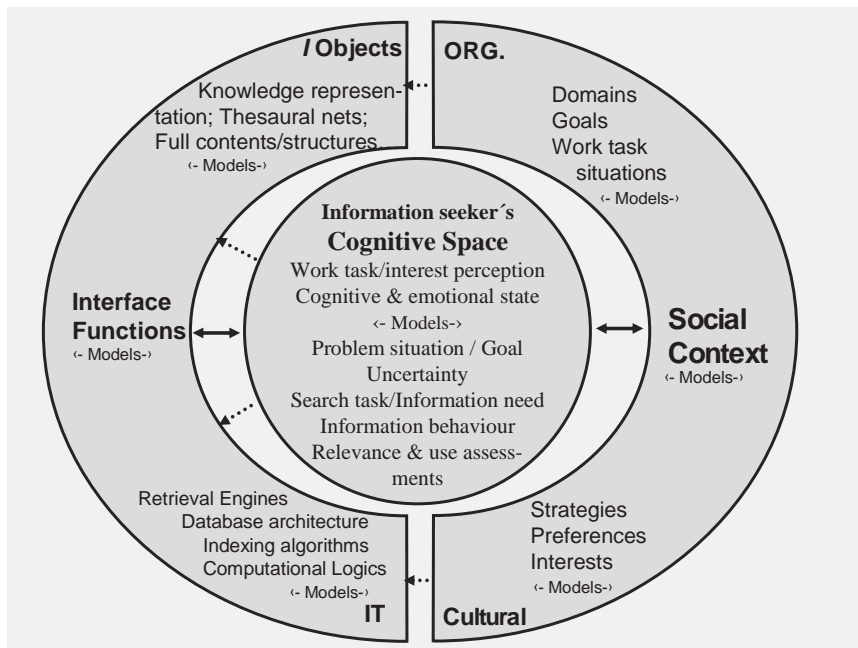 I Objects
Knowledge represen-
tation; Thesaural nets;
Full contents/structures...
‹- Models-›
Interface
Functions
‹- Models-›
Retrieval Engines
Database architecture
Indexing algorithms
Computational Logics
‹- Models-›
IT
Information seeker´s
Cognitive Space
Work task/interest perception
Cognitive & emotional state
‹- Models-›
Problem situation / Goal
Uncertainty
Search task/Information need
Information behaviour
Relevance & use assess-
ments
ORG.
Domains
Goals
Work task
situations
‹- Models-›
Social
Context
‹- Models-›
Strategies
Preferences
Interests
‹- Models-›
Cultural